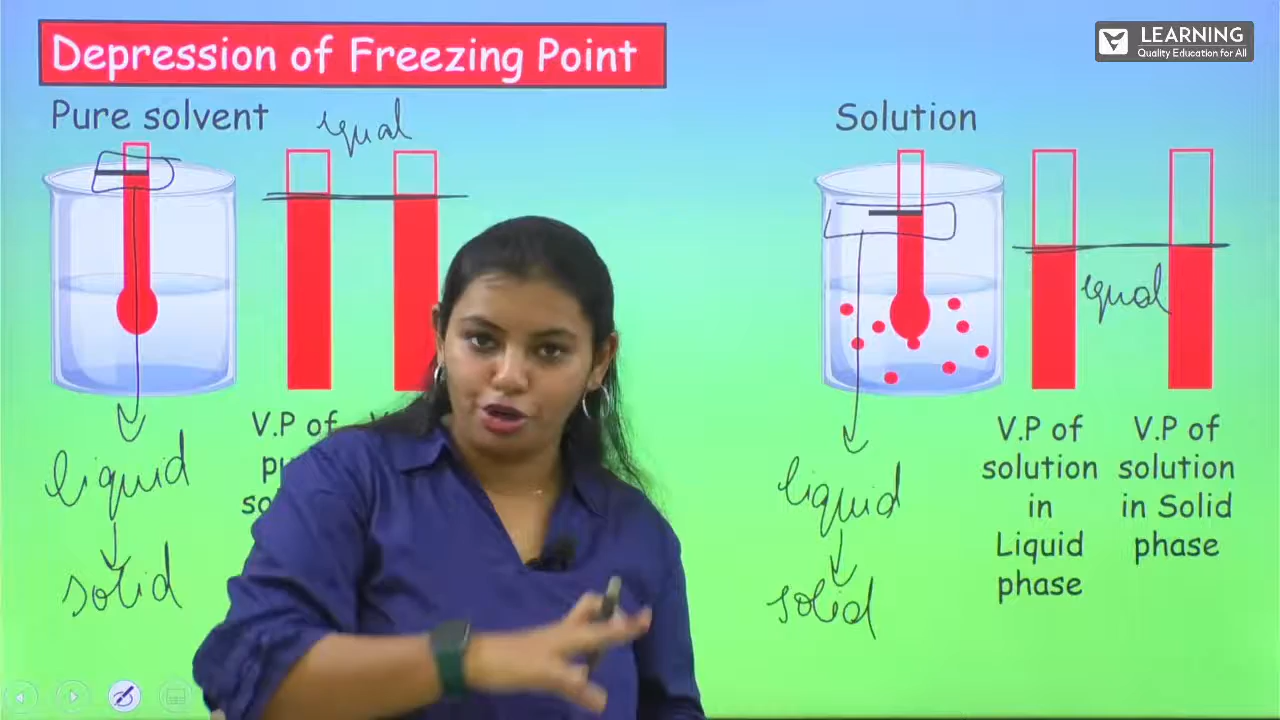 Depression of Freezing Point
LEARNING
Quality Education for All
Pure solvent
equal
Solution
equal
V.P of
liquid
solid
liquid
solid
V.P of
solution
in
Liquid
phase
V.P of
solution
in Solid
phase